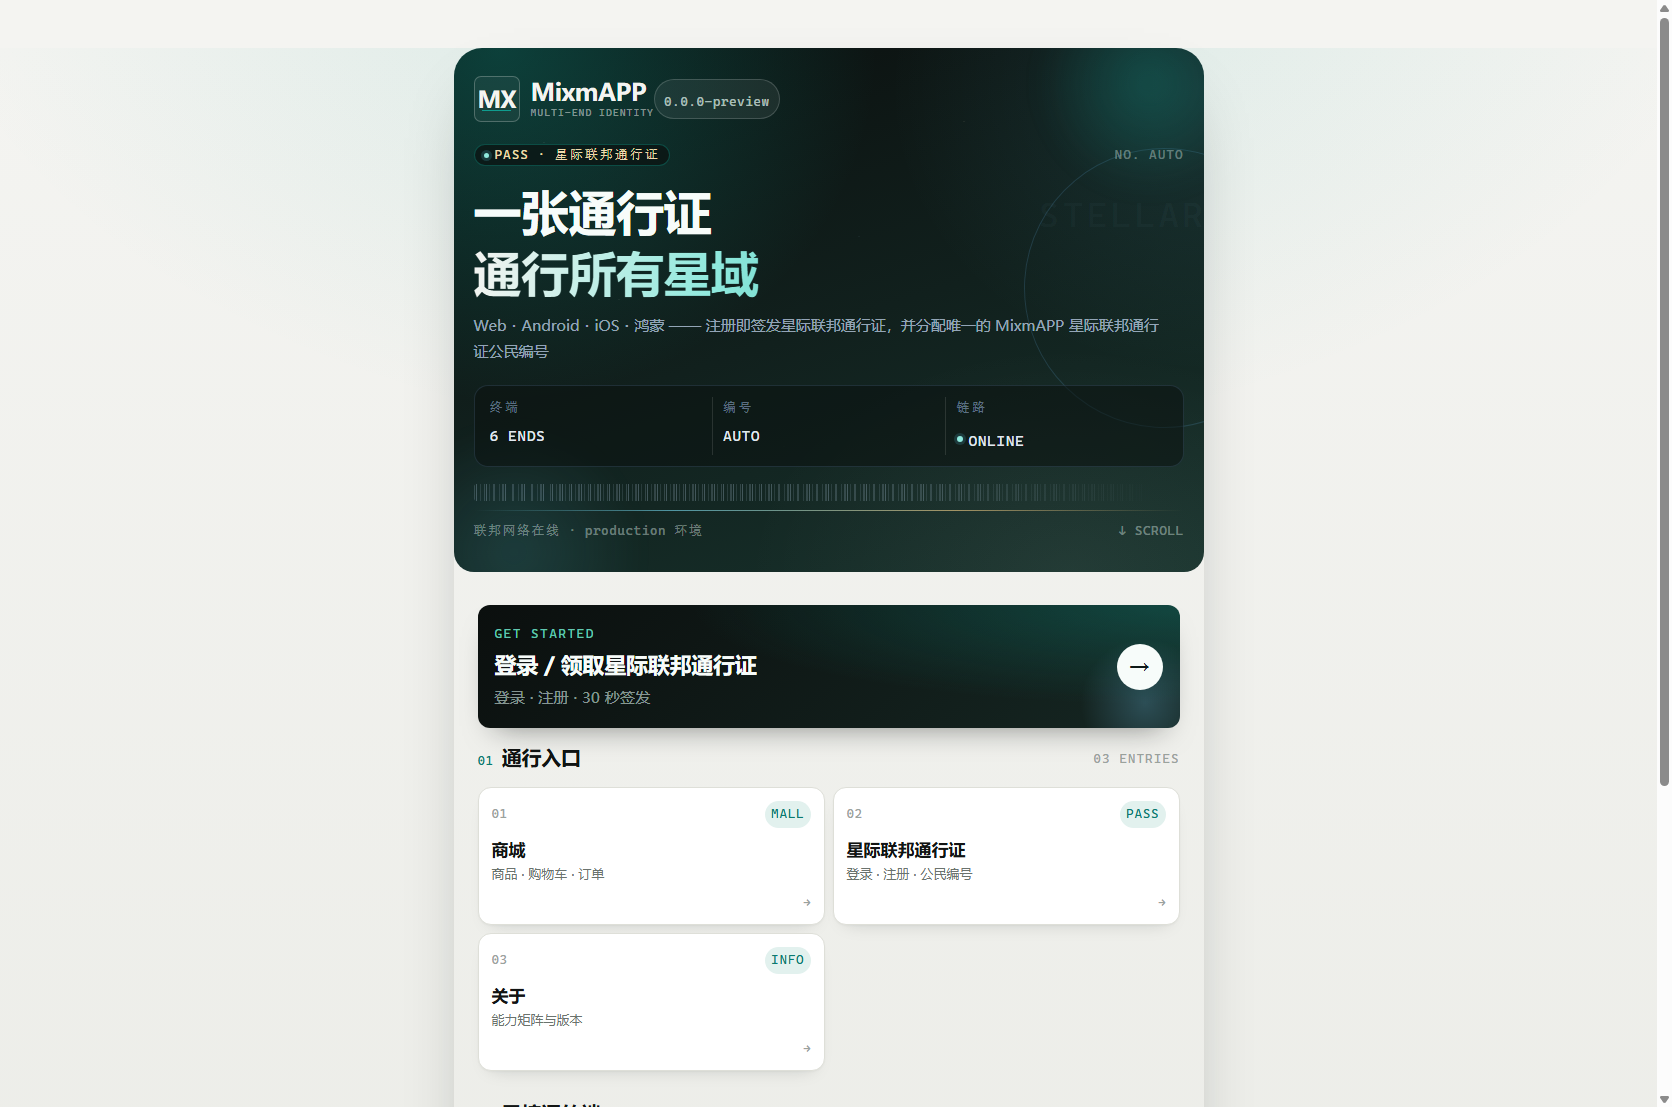 MX
MixmAPP
MULTI-END IDENTITY
0.0.0-preview
PASS · 星际联邦通行证
NO. AUTO
STELLAR
一张通行证
通行所有星域
Web · Android · iOS · 鸿蒙 —— 注册即签发星际联邦通行证，并分配唯一的 MixmAPP 星际联邦通行
证公民编号
终端
编号
链路
6 ENDS
AUTO
ONLINE
联邦网络在线 · production 环境
↓ SCROLL
GET STARTED
登录 / 领取星际联邦通行证
登录 · 注册 · 30 秒签发
→
01 通行入口
03 ENTRIES
01
MALL
商城
商品 · 购物车 · 订单
→
02
PASS
星际联邦通行证
登录 · 注册 · 公民编号
→
03
INFO
关于
能力矩阵与版本
→